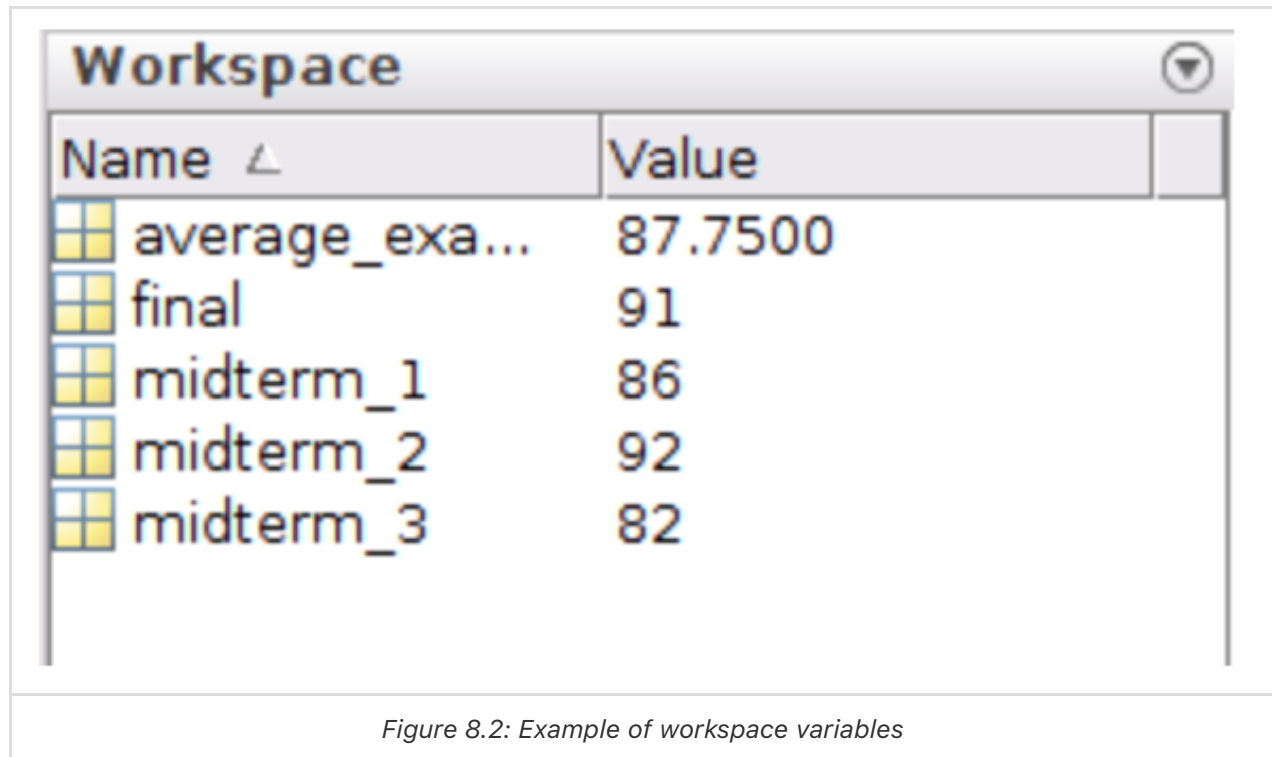 Workspace
Name Value
average_exa... 87.7500
final 91
midterm_1 86
midterm_2 92
midterm_3 82
Figure 8.2: Example of workspace variables